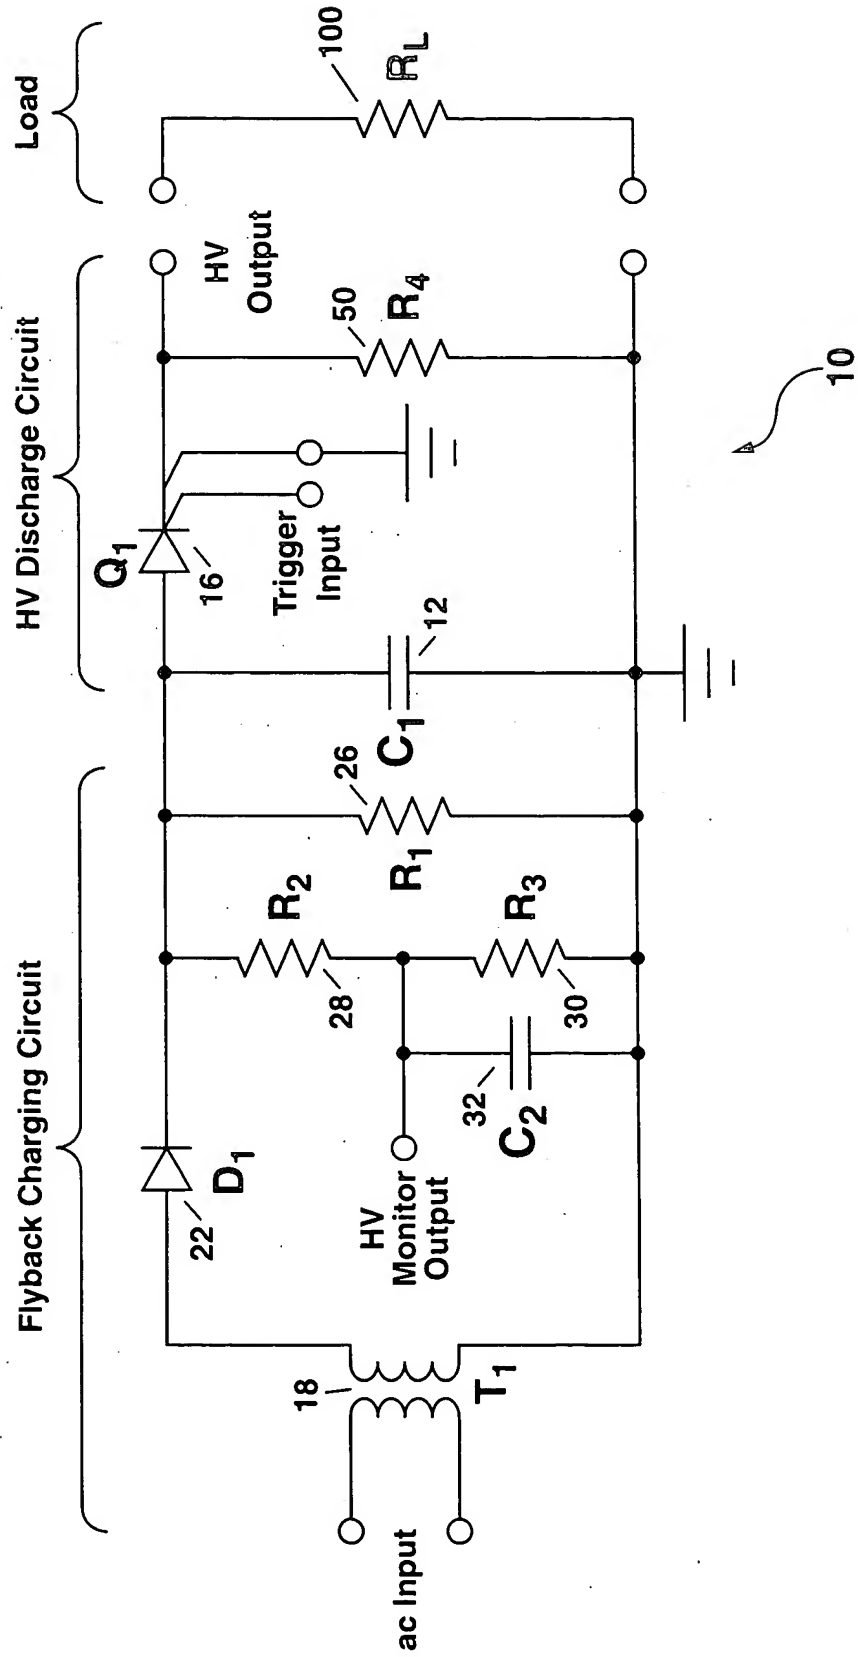 Flyback Charging Circuit
HV Discharge Circuit
Load
22
D1
Q1
16
Trigger
Input
HV
Output
50
R4
100
RL
ac Input
18
T1
HV
Monitor
Output
R2
28
32
C2
R3
30
26
R1
C1
12
10